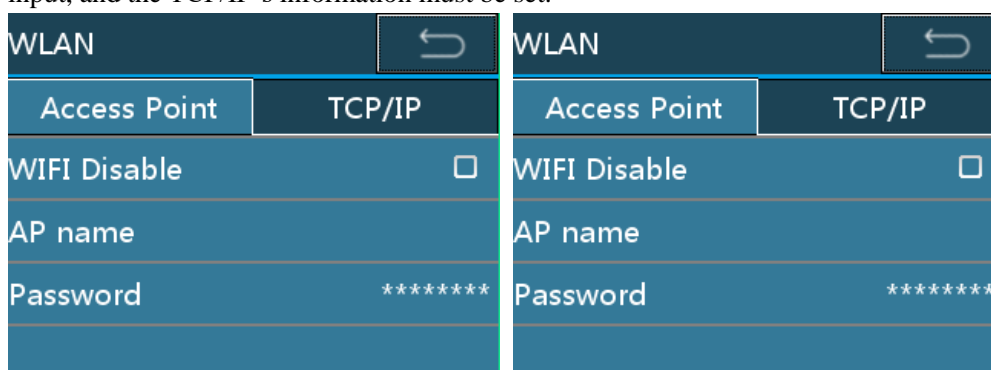 input, and the TCP/IP's information must be set.
WLAN
Access Point TCP/IP
WIFI Disable
AP name
Password ********
WLAN
Access Point TCP/IP
WIFI Disable
AP name
Password ********